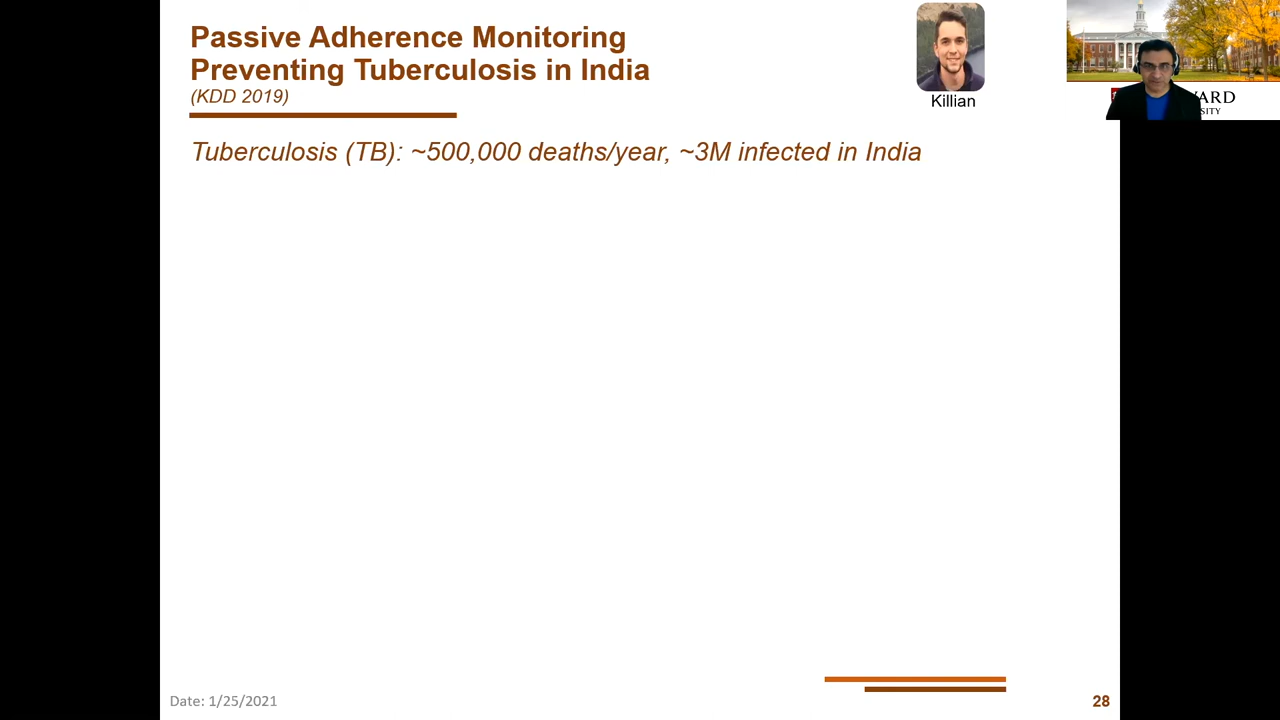 Passive Adherence Monitoring
Preventing Tuberculosis in India
(KDD 2019)
Killian
Tuberculosis (TB): ~500,000 deaths/year, ~3M infected in India
Date: 1/25/2021
28